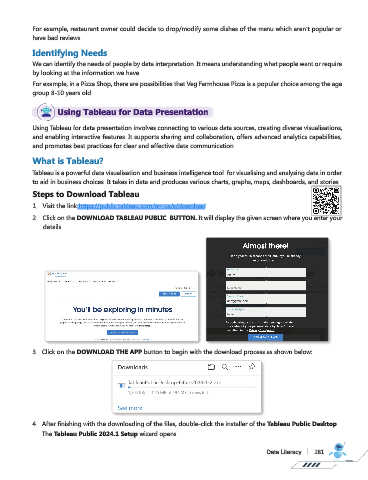 For example, restaurant owner could decide to drop/modify some dishes of the menu which aren't popular or
have bad reviews
Identifying Needs
We can identify the needs of people by data interpretation It means understanding what people want or require
by looking at the information we have
For example, in a Pizza Shop, there are possibilities that Veg Farmhouse Pizza is a popular choice among the age
group 8-10 years old
Using Tableau for Data Presentation
Using Tableau for data presentation involves connecting to various data sources, creating diverse visualisations,
and enabling interactive features It supports sharing and collaboration, offers advanced analytics capabilities,
and promotes best practices for clear and effective data communication
What is Tableau?
Tableau is a powerful data visualisation and business intelligence tool for visualising and analysing data in order
to aid in business choices It takes in data and produces various charts, graphs, maps, dashboards, and stories
Steps to Download Tableau
1 Visit the link:
2 Click on the DOWNLOAD TABLEAU PUBLIC BUTTON. It will display the given screen where you enter your
details
Almost there!
You'll be exploring in minutes
3 Click on the DOWNLOAD THE APP button to begin with the download process as shown below:
Downloads
See more
4 After finishing with the downloading of the files, double-click the installer of the Tableau Public Desktop
The Tableau Public 2024.1 Setup wizard opens
Data Literacy 281